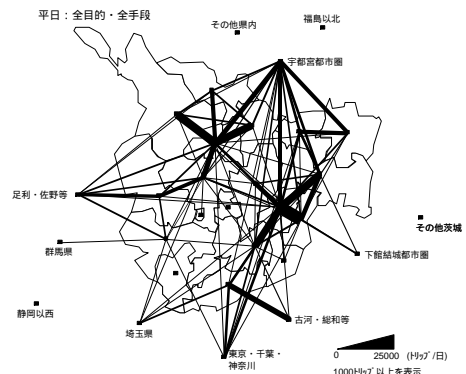 平日：全目的・全手段
その他県内
福島以北
宇都宮都市圏
足利・佐野等
その他茨城
群馬県
下館結城都市圏
静岡以西
埼玉県
古河・総和等
東京・千葉・
神奈川
0 25000 (ﾄﾘｯﾌﾟ/日)
1000ﾄﾘｯﾌﾟ以上を表示